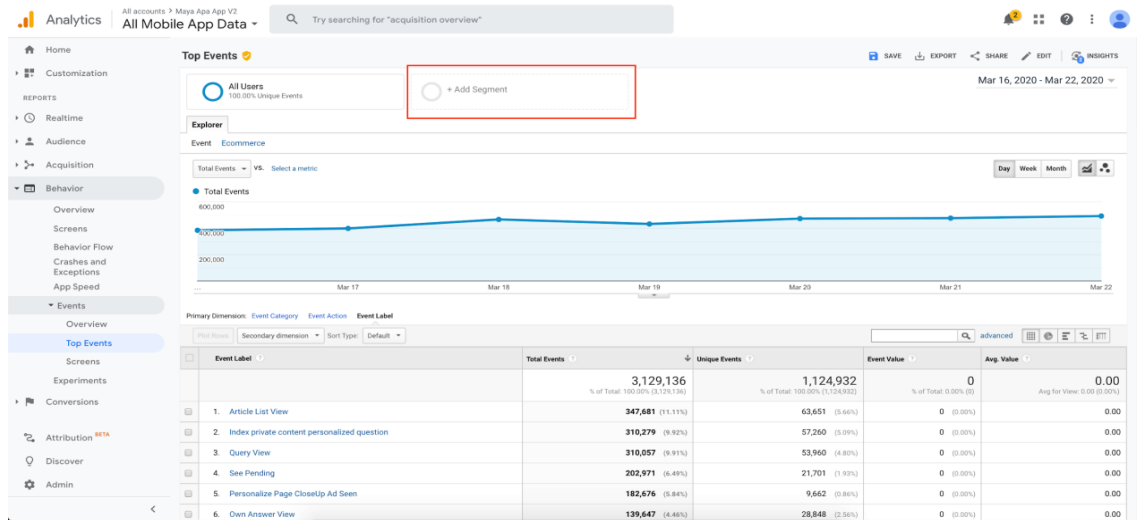 Analytics
All accounts > Maya Apa App V2
All Mobile App Data
Try searching for "acquisition overview"
2
Home
Customization
REPORTS
Realtime
Audience
Acquisition
Behavior
Overview
Screens
Behavior Flow
Crashes and
Exceptions
App Speed
Events
Overview
Top Events
Screens
Experiments
Conversions
Attribution BETA
Discover
Admin
Top Events
SAVE EXPORT SHARE EDIT INSIGHTS
All Users
100.00% Unique Events
+ Add Segment
Mar 16, 2020 - Mar 22, 2020
Explorer
Event Ecommerce
Total Events VS. Select a metric
Day Week Month
Total Events
600,000
400,000
200,000
... Mar 17 Mar 18 Mar 19 Mar 20 Mar 21 Mar 22
Primary Dimension: Event Category Event Action Event Label
Plot Rows Secondary dimension Sort Type: Default advanced
Event Label ? Total Events ? Unique Events ? Event Value ? Avg. Value ?
3,129,136 1,124,932 0 0.00
% of Total: 100.00% (3,129,136) % of Total: 100.00% (1,124,932) % of Total: 0.00% (0) Avg for View: 0.00 (0.00%)
1. Article List View 347,681 (11.11%) 63,651 (5.66%) 0 (0.00%) 0.00
2. Index private content personalized question 310,279 (9.92%) 57,260 (5.09%) 0 (0.00%) 0.00
3. Query View 310,057 (9.91%) 53,960 (4.80%) 0 (0.00%) 0.00
4. See Pending 202,971 (6.49%) 21,701 (1.93%) 0 (0.00%) 0.00
5. Personalize Page CloseUp Ad Seen 182,676 (5.84%) 9,662 (0.86%) 0 (0.00%) 0.00
6. Own Answer View 139,647 (4.46%) 28,848 (2.56%) 0 (0.00%) 0.00